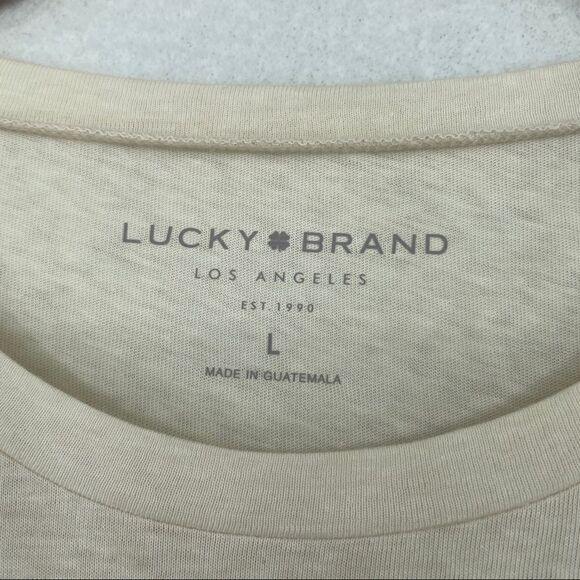 LUCKY BRAND
LOS ANGELES
EST. 1990
L
MADE IN GUATEMALA